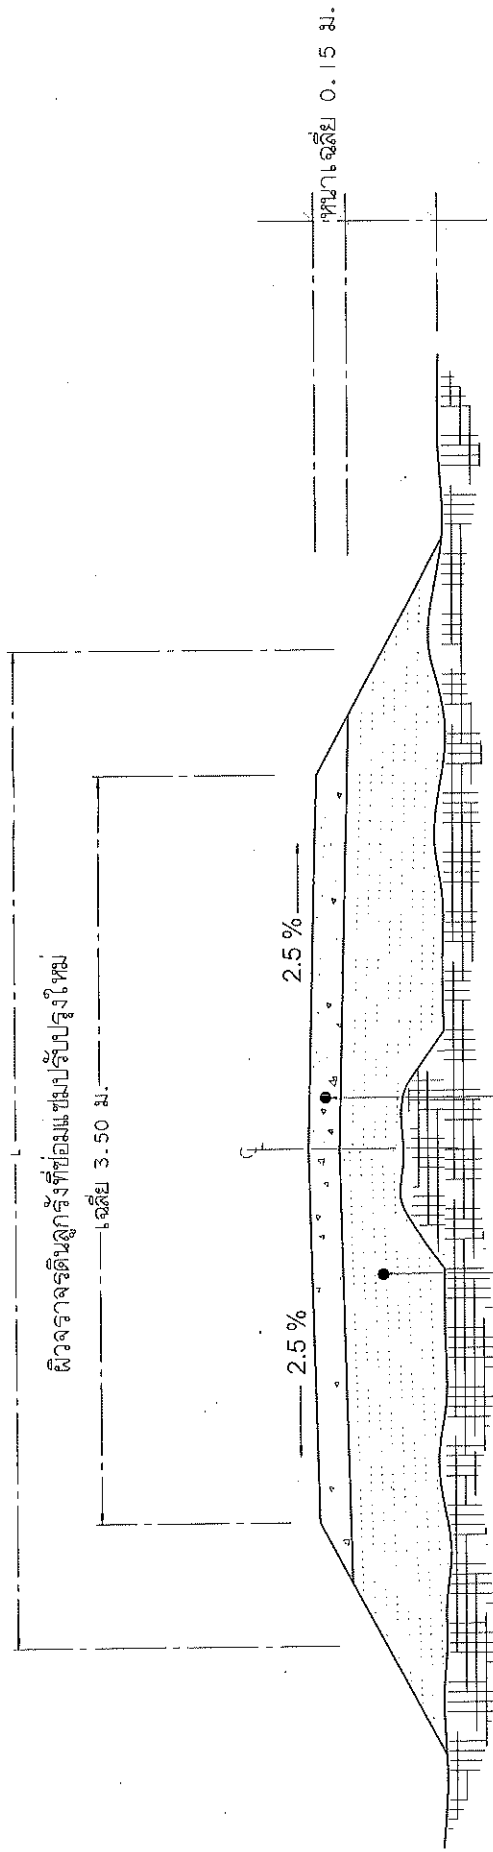 ผิวจราจรดินลูกรังที่ซ่อมแซมปรับปรุงใหม่
เฉลี่ย 3.50 ม.
2.5 %
2.5 %
หนาเฉลี่ย 0.15 ม.